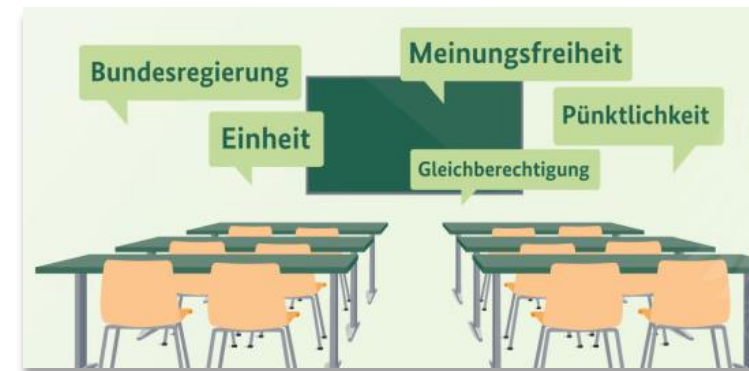 Bundesregierung
Meinungsfreiheit
Einheit
Pünktlichkeit
Gleichberechtigung